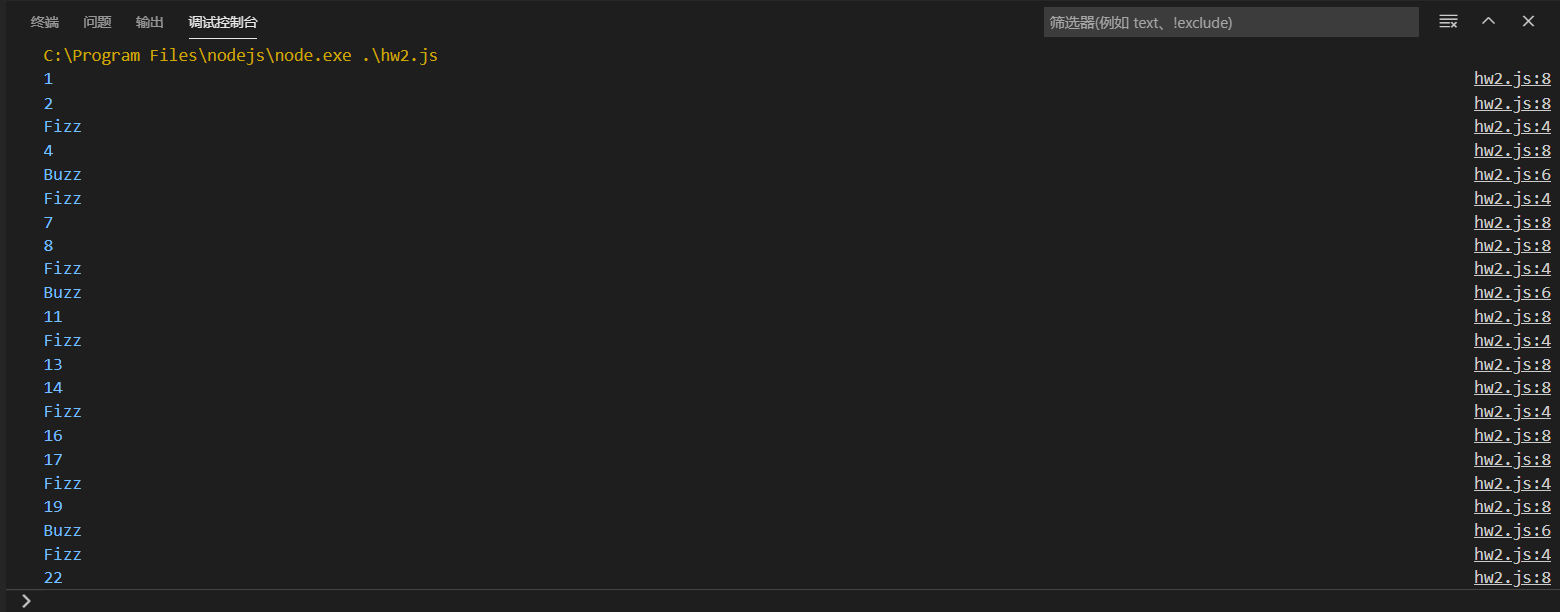 终端 问题 输出 调试控制台 筛选器(例如 text、!exclude)
C:\Program Files\nodejs\node.exe .\hw2.js
1 hw2.js:8
2 hw2.js:8
Fizz hw2.js:4
4 hw2.js:8
Buzz hw2.js:6
Fizz hw2.js:4
7 hw2.js:8
8 hw2.js:8
Fizz hw2.js:4
Buzz hw2.js:6
11 hw2.js:8
Fizz hw2.js:4
13 hw2.js:8
14 hw2.js:8
Fizz hw2.js:4
16 hw2.js:8
17 hw2.js:8
Fizz hw2.js:4
19 hw2.js:8
Buzz hw2.js:6
Fizz hw2.js:4
22 hw2.js:8